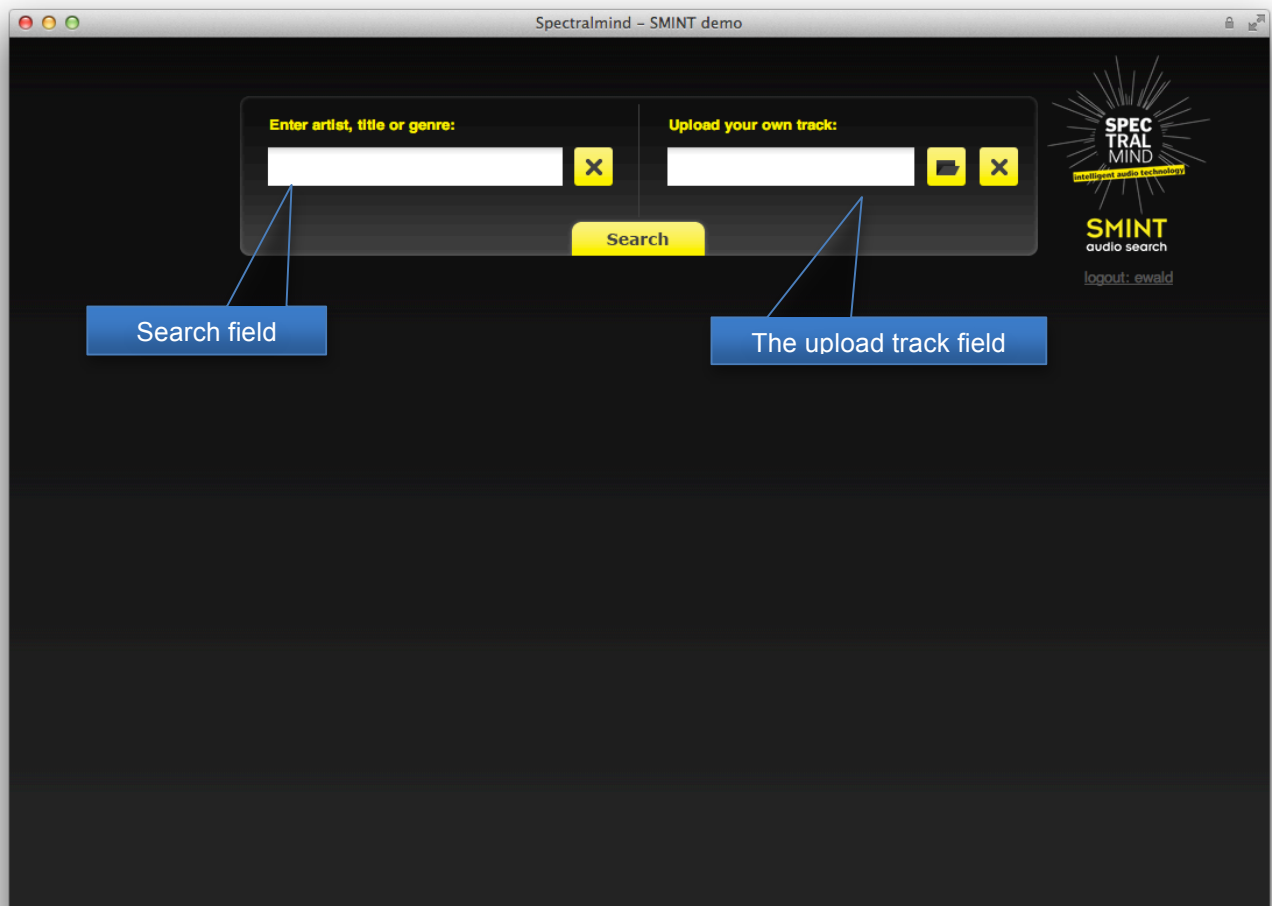 Spectralmind – SMINT demo
Enter artist, title or genre:
Upload your own track:
Search
SPEC
TRAL
MIND
intelligent audio technology
SMINT
audio search
logout: ewald
Search field
The upload track field